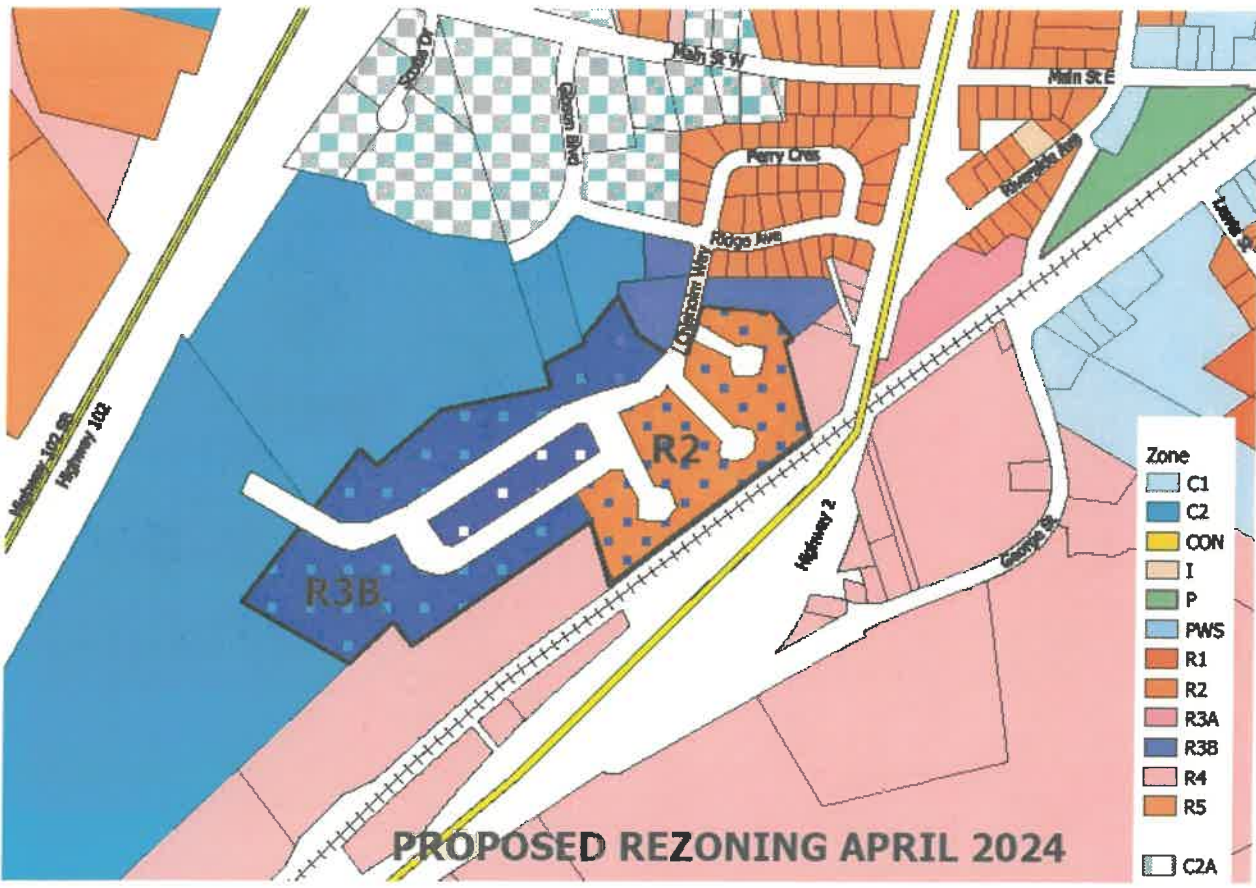 Scotia Dr
Main St W
Main St E
Gibson Blvd
Perry Cres
Riverside Ave
Ridge Ave
Highway 102 SB
Highway 102
R2
R3B
Highway 2
George St
Zone
C1
C2
CON
I
P
PWS
R1
R2
R3A
R3B
R4
R5
C2A
PROPOSED REZONING APRIL 2024